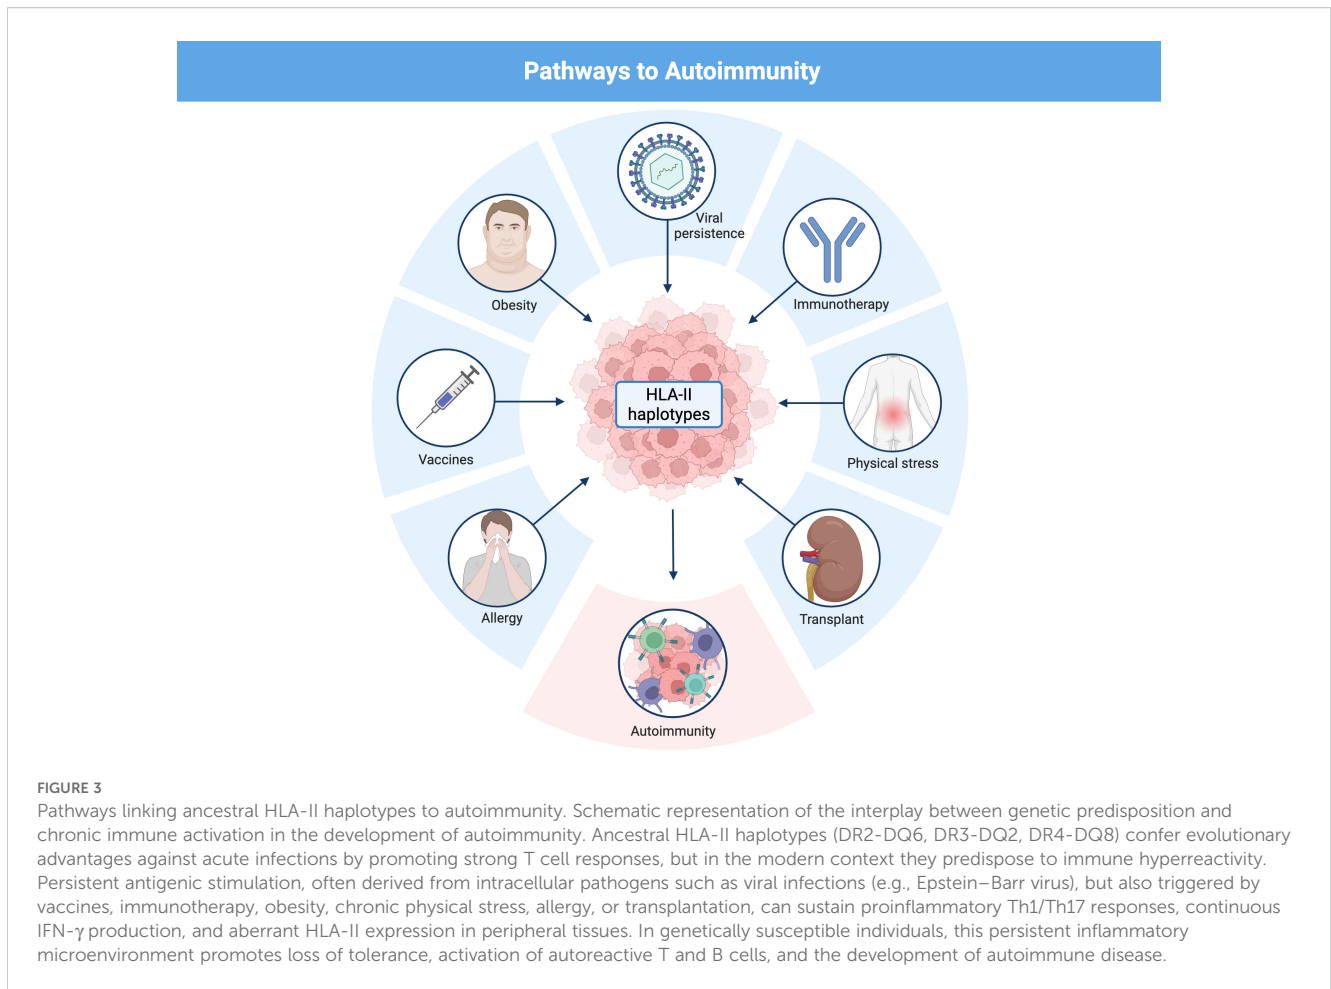 Pathways to Autoimmunity
Viral
persistence
Obesity
Immunotherapy
HLA-II
haplotypes
Vaccines
Physical stress
Allergy
Transplant
Autoimmunity
FIGURE 3
Pathways linking ancestral HLA-II haplotypes to autoimmunity. Schematic representation of the interplay between genetic predisposition and
chronic immune activation in the development of autoimmunity. Ancestral HLA-II haplotypes (DR2-DQ6, DR3-DQ2, DR4-DQ8) confer evolutionary
advantages against acute infections by promoting strong T cell responses, but in the modern context they predispose to immune hyperreactivity.
Persistent antigenic stimulation, often derived from intracellular pathogens such as viral infections (e.g., Epstein–Barr virus), but also triggered by
vaccines, immunotherapy, obesity, chronic physical stress, allergy, or transplantation, can sustain proinflammatory Th1/Th17 responses, continuous
IFN-γ production, and aberrant HLA-II expression in peripheral tissues. In genetically susceptible individuals, this persistent inflammatory
microenvironment promotes loss of tolerance, activation of autoreactive T and B cells, and the development of autoimmune disease.